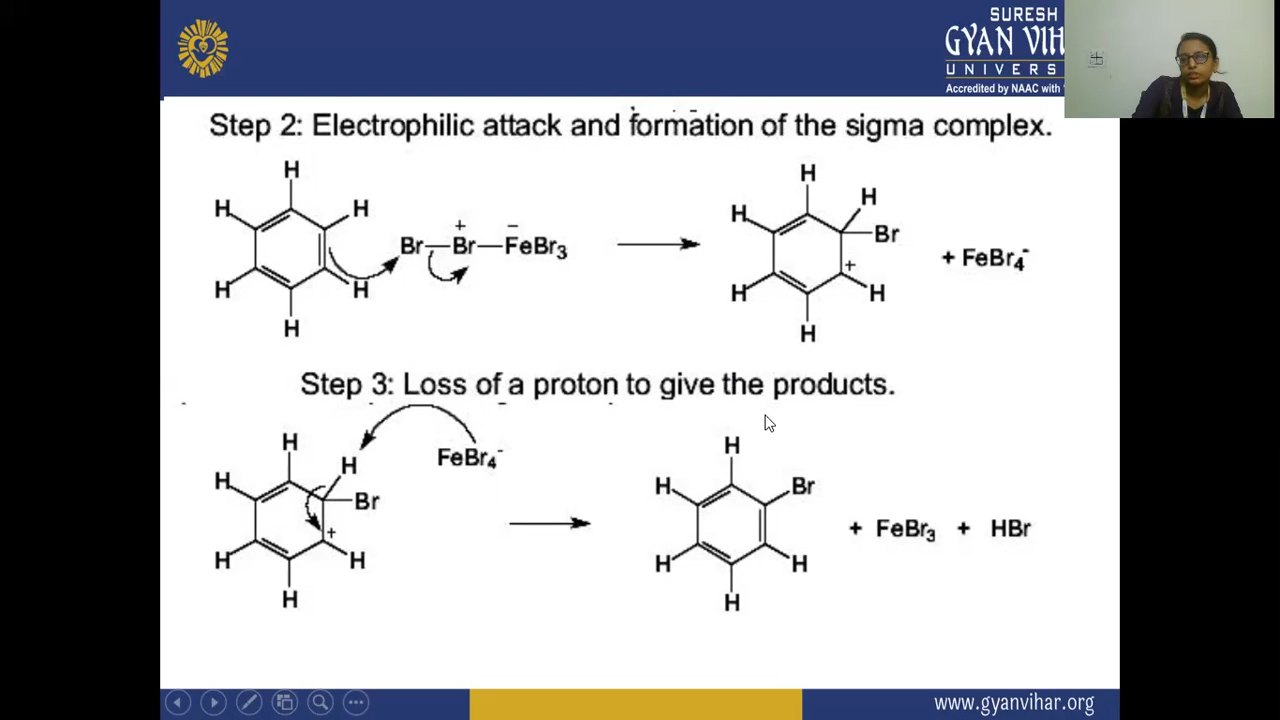 SURESH
GYAN VIH
UNIVERS
Accredited by NAAC with
Step 2: Electrophilic attack and formation of the sigma complex.
H
H H
Br—Br—FeBr3
+ −
H H
H
H
H H
Br
+
H H
H
+ FeBr4-
Step 3: Loss of a proton to give the products.
H
H H
Br
+
H H
H
FeBr4-
H
H Br
H H
H
+ FeBr3 + HBr
www.gyanvihar.org